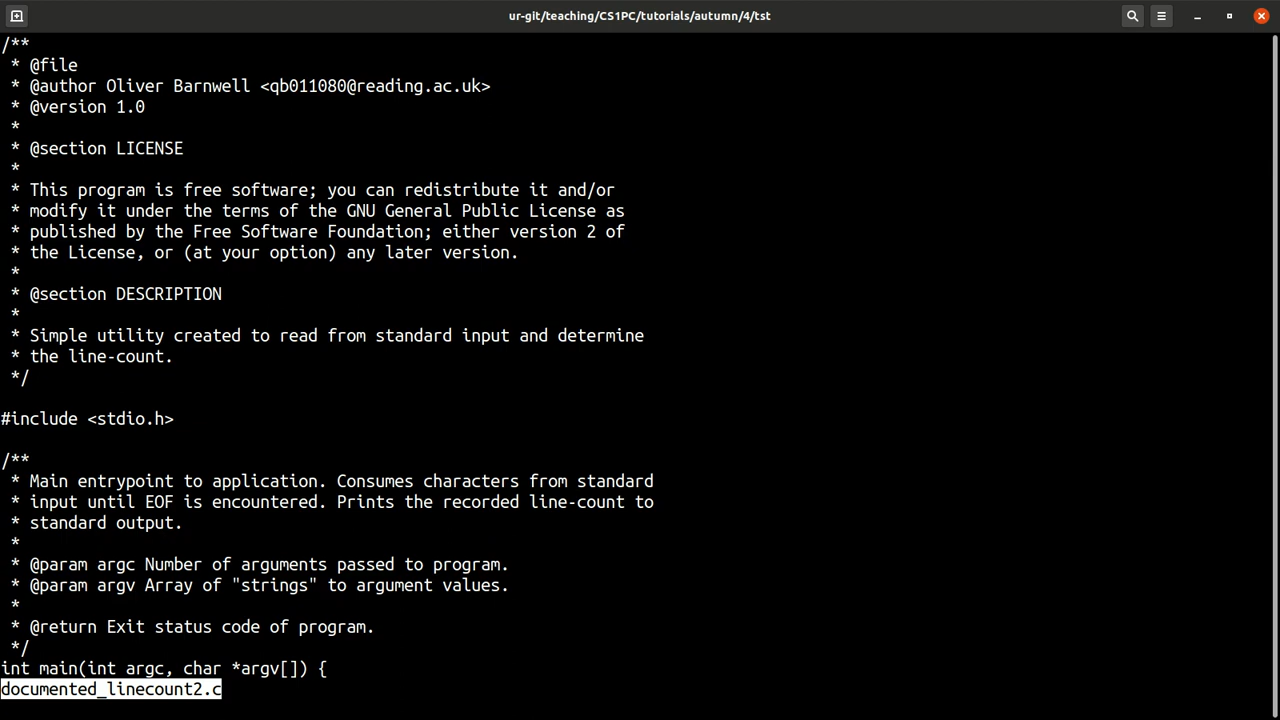 ur-git/teaching/CS1PC/tutorials/autumn/4/tst
/**
 * @file
 * @author Oliver Barnwell <qb011080@reading.ac.uk>
 * @version 1.0
 *
 * @section LICENSE
 *
 * This program is free software; you can redistribute it and/or
 * modify it under the terms of the GNU General Public License as
 * published by the Free Software Foundation; either version 2 of
 * the License, or (at your option) any later version.
 *
 * @section DESCRIPTION
 *
 * Simple utility created to read from standard input and determine
 * the line-count.
 */

#include <stdio.h>

/**
 * Main entrypoint to application. Consumes characters from standard
 * input until EOF is encountered. Prints the recorded line-count to
 * standard output.
 *
 * @param argc Number of arguments passed to program.
 * @param argv Array of "strings" to argument values.
 *
 * @return Exit status code of program.
 */
int main(int argc, char *argv[]) {
documented_linecount2.c